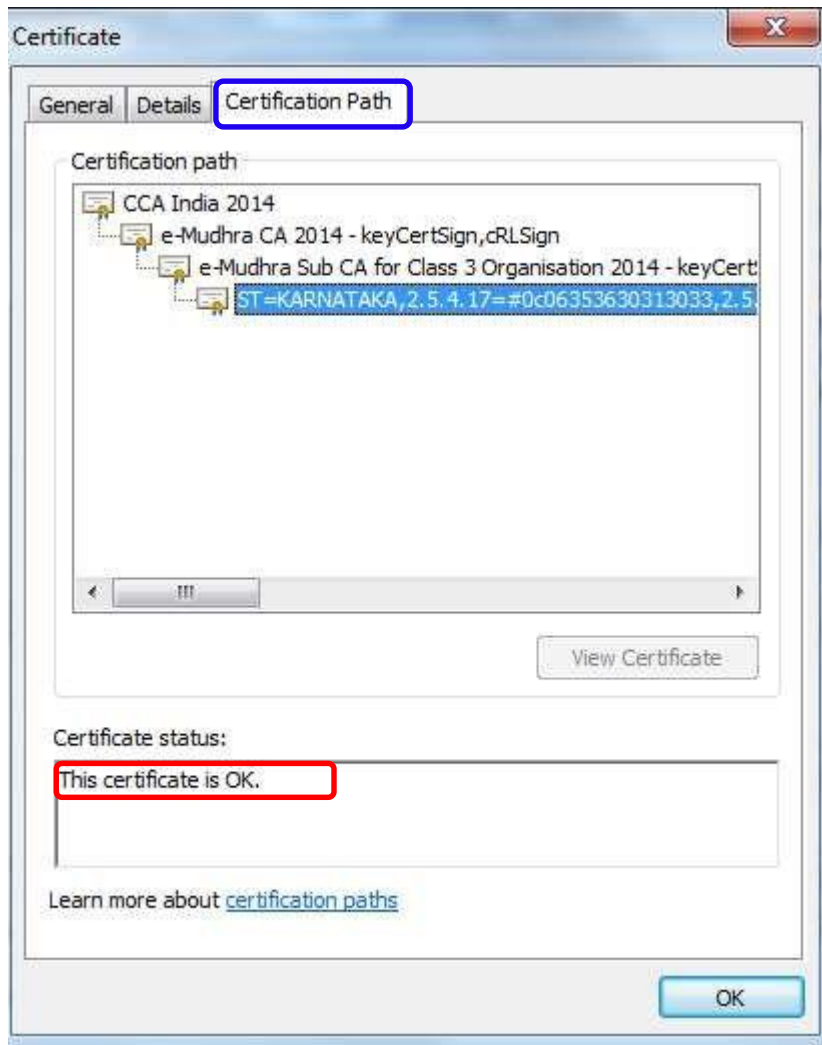 Certificate
General
Details
Certification Path
Certification path
CCA India 2014
e-Mudhra CA 2014 - keyCertSign,cRLSign
e-Mudhra Sub CA for Class 3 Organisation 2014 - keyCert
ST=KARNATAKA,2.5.4.17=#0c06353630313033,2.5.
View Certificate
Certificate status:
This certificate is OK.
Learn more about certification paths
OK